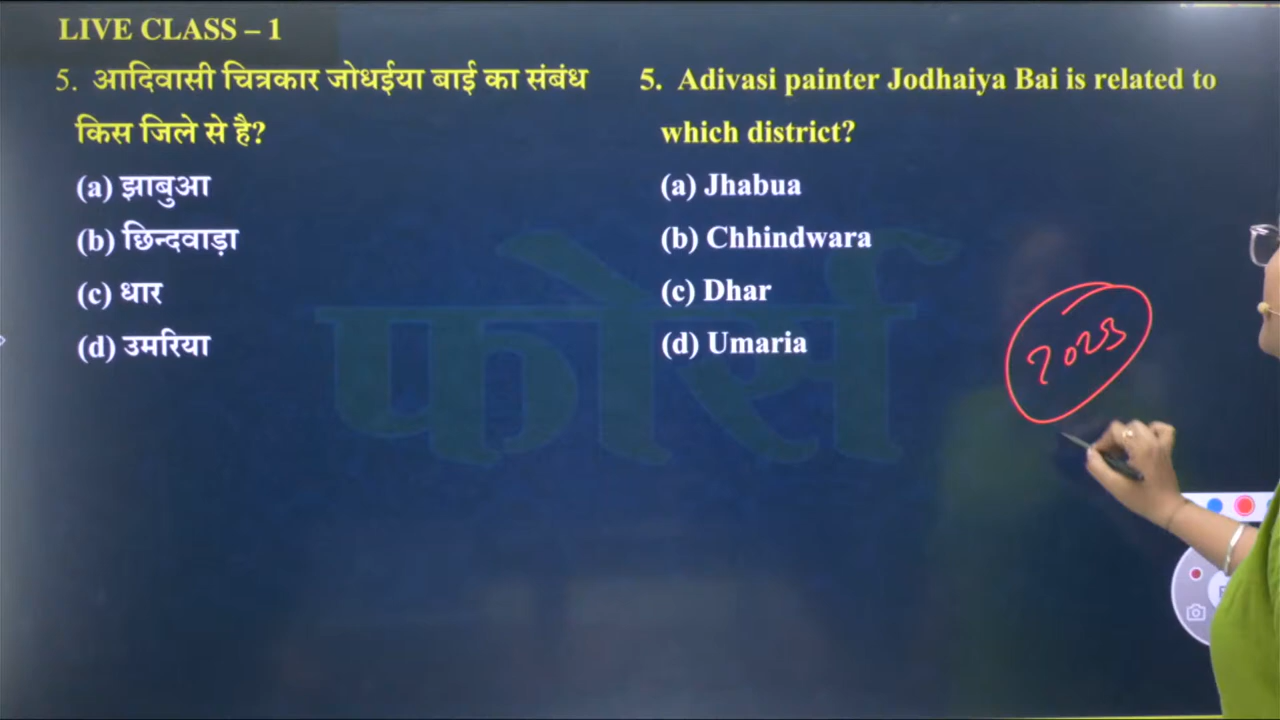 LIVE CLASS – 1
5. आदिवासी चित्रकार जोधईया बाई का संबंध
किस जिले से है?
(a) झाबुआ
(b) छिन्दवाड़ा
(c) धार
(d) उमरिया
5. Adivasi painter Jodhaiya Bai is related to
which district?
(a) Jhabua
(b) Chhindwara
(c) Dhar
(d) Umaria
2023
फोर्स